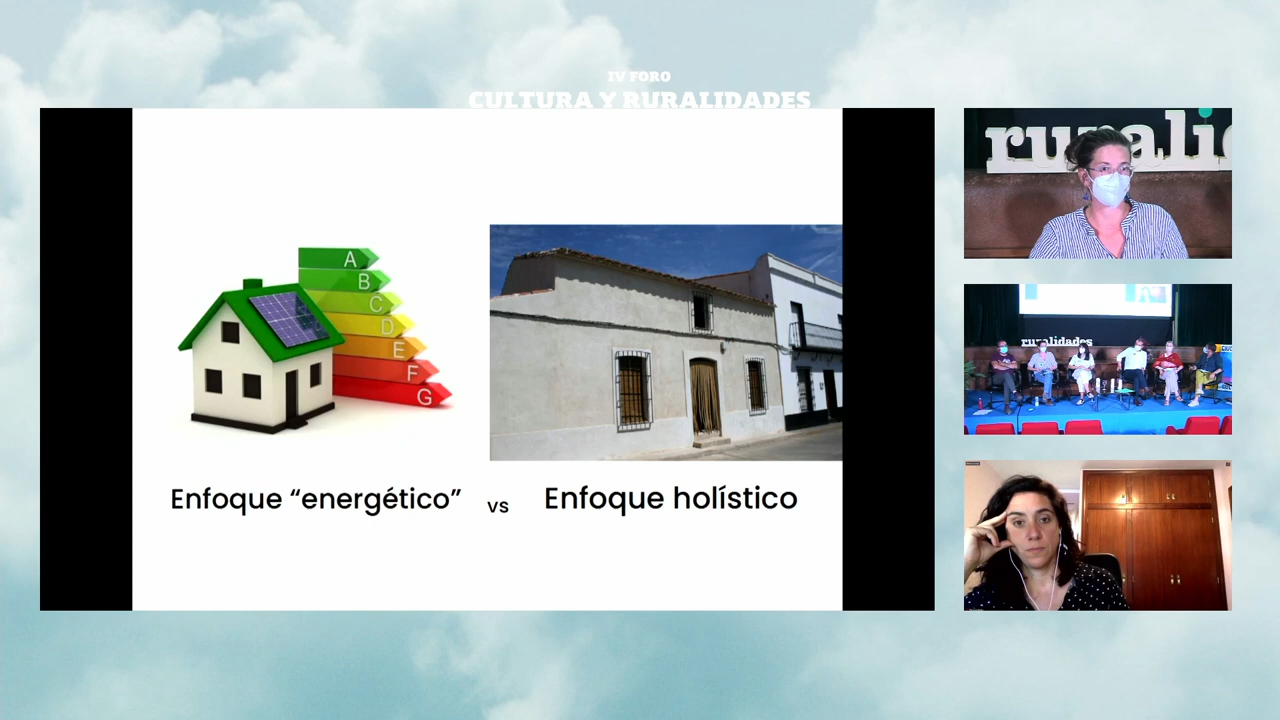 IV FORO
CULTURA Y RURALIDADES
A
B
C
D
E
F
G
Enfoque “energético” vs Enfoque holístico
ruralid
ruralidades